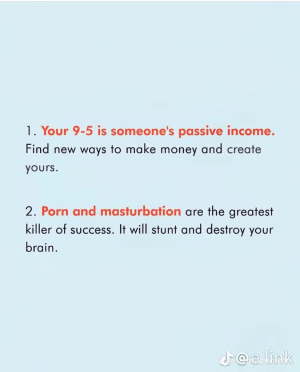 1. Your 9-5 is someone's passive income.
Find new ways to make money and create
yours.
2. Porn and masturbation are the greatest
killer of success. It will stunt and destroy your
brain.